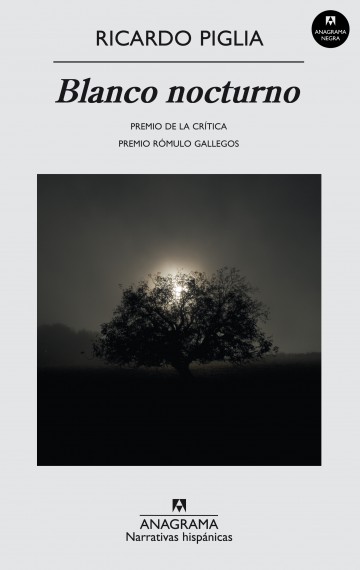 RICARDO PIGLIA
ANAGRAMA
NEGRA
Blanco nocturno
PREMIO DE LA CRÍTICA
PREMIO RÓMULO GALLEGOS
ANAGRAMA
Narrativas hispánicas